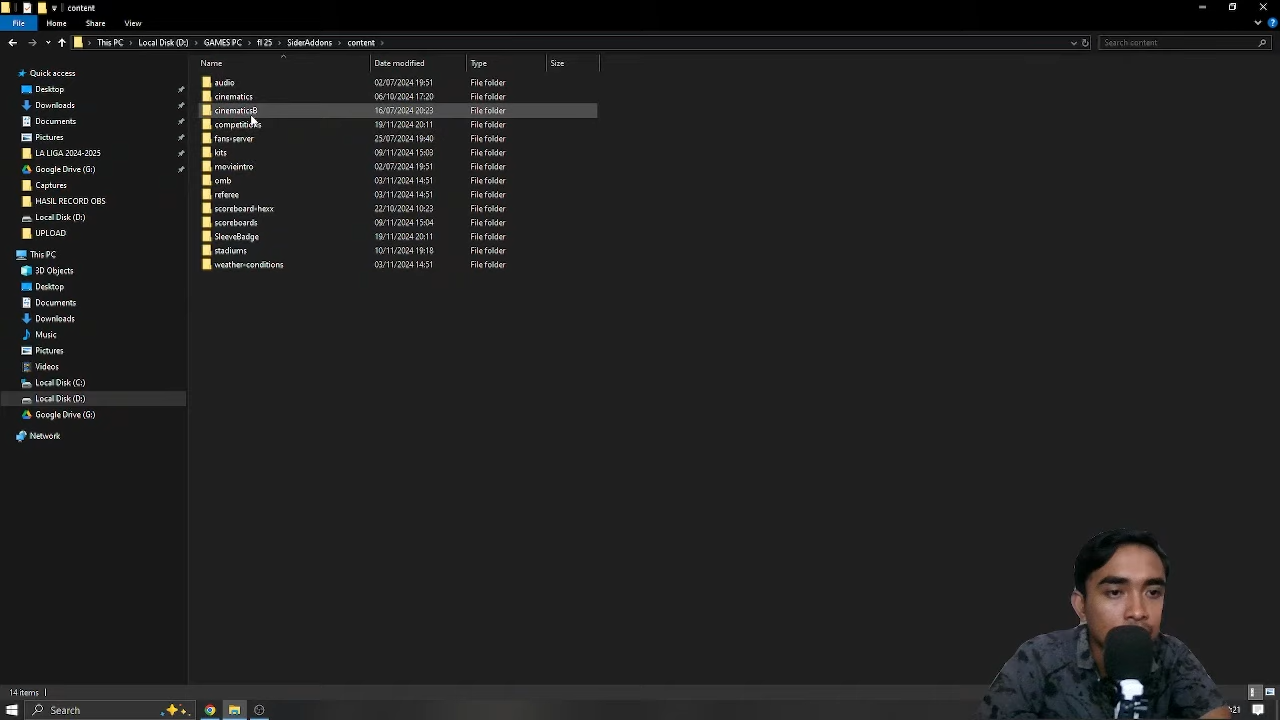 content
File Home Share View
This PC Local Disk (D:) GAMES PC fl 25 SiderAddons content
Search content
Name Date modified Type Size
Quick access
Desktop
Downloads
Documents
Pictures
LA LIGA 2024-2025
Google Drive (G:)
Captures
HASIL RECORD OBS
Local Disk (D:)
UPLOAD
This PC
3D Objects
Desktop
Documents
Downloads
Music
Pictures
Videos
Local Disk (C:)
Local Disk (D:)
Google Drive (G:)
Network
audio 02/07/2024 19:51 File folder
cinematics 06/10/2024 17:20 File folder
cinematicsB 16/07/2024 20:23 File folder
competitions 19/11/2024 20:11 File folder
fans-server 25/07/2024 19:40 File folder
kits 09/11/2024 15:03 File folder
movieintro 02/07/2024 19:51 File folder
omb 03/11/2024 14:51 File folder
referee 03/11/2024 14:51 File folder
scoreboard-hexx 22/10/2024 10:23 File folder
scoreboards 09/11/2024 15:04 File folder
SleeveBadge 19/11/2024 20:11 File folder
stadiums 10/11/2024 19:18 File folder
weather-conditions 03/11/2024 14:51 File folder
14 items
Search